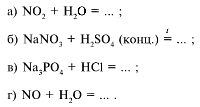 а) NO₂ + H₂O = ... ;
б) NaNO₃ + H₂SO₄ (конц.) =ᵗ ... ;
в) Na₃PO₄ + HCl = ... ;
г) NO + H₂O = ... .